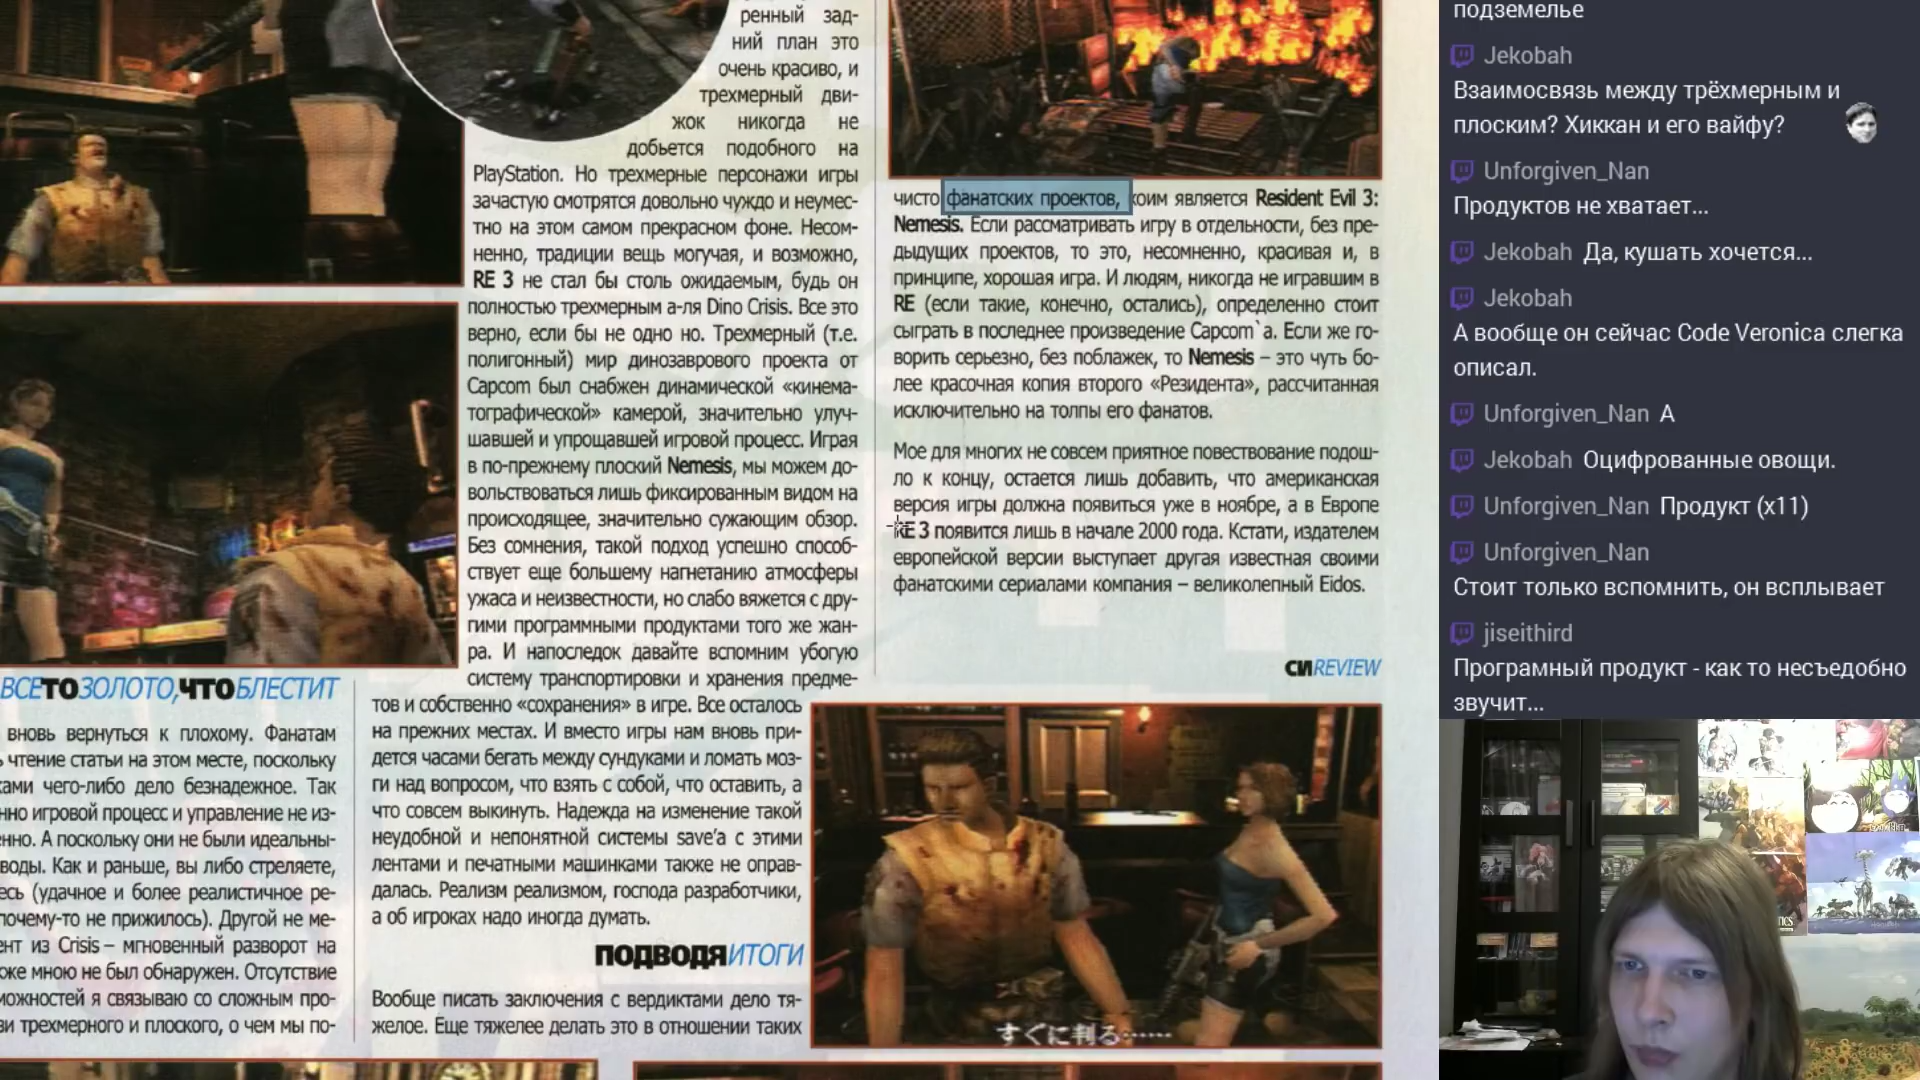 ренный зад-
ний план это
очень красиво, и
трехмерный дви-
жок никогда не
добьется подобного на
PlayStation. Но трехмерные персонажи игры
зачастую смотрятся довольно чуждо и неумес-
тно на этом самом прекрасном фоне. Несом-
ненно, традиции вещь могучая, и возможно,
RE 3 не стал бы столь ожидаемым, будь он
полностью трехмерным а-ля Dino Crisis. Все это
верно, если бы не одно но. Трехмерный (т.е.
полигонный) мир динозаврового проекта от
Capcom был снабжен динамической «кинема-
тографической» камерой, значительно улуч-
шавшей и упрощавшей игровой процесс. Играя
в по-прежнему плоский Nemesis, мы можем до-
вольствоваться лишь фиксированным видом на
происходящее, значительно сужающим обзор.
Без сомнения, такой подход успешно способ-
ствует еще большему нагнетанию атмосферы
ужаса и неизвестности, но слабо вяжется с дру-
гими программными продуктами того же жан-
ра. И напоследок давайте вспомним убогую
систему транспортировки и хранения предме-
тов и собственно «сохранения» в игре. Все осталось
на прежних местах. И вместо игры нам вновь при-
дется часами бегать между сундуками и ломать моз-
ги над вопросом, что взять с собой, что оставить, а
что совсем выкинуть. Надежда на изменение такой
неудобной и непонятной системы save'а с этими
лентами и печатными машинками также не оправ-
далась. Реализм реализмом, господа разработчики,
а об игроках надо иногда думать.
ПОДВОДЯИТОГИ
Вообще писать заключения с вердиктами дело тя-
желое. Еще тяжелее делать это в отношении таких
ВСЕТОЗОЛОТО,ЧТОБЛЕСТИТ
вновь вернуться к плохому. Фанатам
чтение статьи на этом месте, поскольку
ками чего-либо дело безнадежное. Так
нно игровой процесс и управление не из-
енно. А поскольку они не были идеальны-
воды. Как и раньше, вы либо стреляете,
есь (удачное и более реалистичное ре-
почему-то не прижилось). Другой не ме-
ент из Crisis – мгновенный разворот на
же мною не был обнаружен. Отсутствие
можностей я связываю со сложным про-
зи трехмерного и плоского, о чем мы по-
чисто фанатских проектов, коим является Resident Evil 3:
Nemesis. Если рассматривать игру в отдельности, без пре-
дыдущих проектов, то это, несомненно, красивая и, в
принципе, хорошая игра. И людям, никогда не игравшим в
RE (если такие, конечно, остались), определенно стоит
сыграть в последнее произведение Capcom`а. Если же го-
ворить серьезно, без поблажек, то Nemesis – это чуть бо-
лее красочная копия второго «Резидента», рассчитанная
исключительно на толпы его фанатов.
Мое для многих не совсем приятное повествование подош-
ло к концу, остается лишь добавить, что американская
версия игры должна появиться уже в ноябре, а в Европе
RE 3 появится лишь в начале 2000 года. Кстати, издателем
европейской версии выступает другая известная своими
фанатскими сериалами компания – великолепный Eidos.
СИREVIEW
すぐに判る……
подземелье
Jekobah
Взаимосвязь между трёхмерным и
плоским? Хиккан и его вайфу?
Unforgiven_Nan
Продуктов не хватает...
Jekobah Да, кушать хочется...
Jekobah
А вообще он сейчас Code Veronica слегка
описал.
Unforgiven_Nan А
Jekobah Оцифрованные овощи.
Unforgiven_Nan Продукт (x11)
Unforgiven_Nan
Стоит только вспомнить, он всплывает
jiseithird
Програмный продукт - как то несъедобно
звучит...